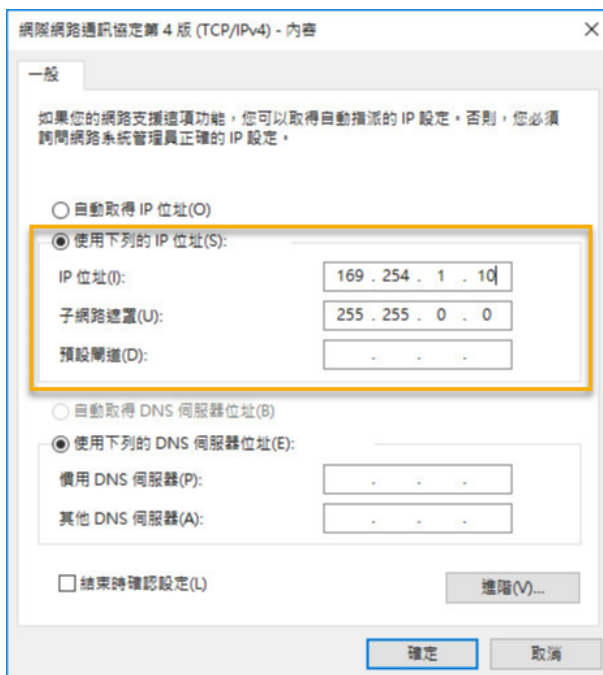 網際網路通訊協定第 4 版 (TCP/IPv4) - 內容
一般
如果您的網路支援這項功能，您可以取得自動指派的 IP 設定。否則，您必須
詢問網路系統管理員正確的 IP 設定。
自動取得 IP 位址(O)
使用下列的 IP 位址(S):
IP 位址(I): 169 . 254 . 1 . 10
子網路遮罩(U): 255 . 255 . 0 . 0
預設閘道(D): . . .
自動取得 DNS 伺服器位址(B)
使用下列的 DNS 伺服器位址(E):
慣用 DNS 伺服器(P): . . .
其他 DNS 伺服器(A): . . .
結束時確認設定(L)
進階(V)...
確定 取消